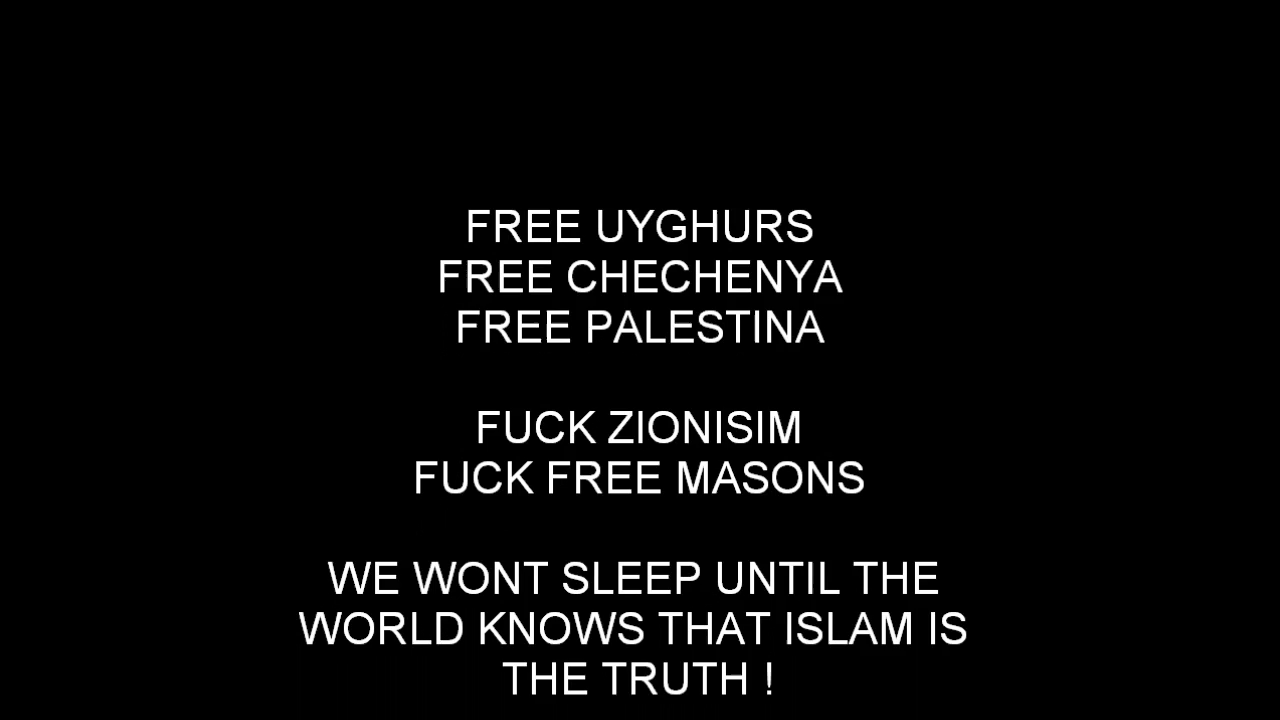 FREE UYGHURS
FREE CHECHENYA
FREE PALESTINA
FUCK ZIONISIM
FUCK FREE MASONS
WE WONT SLEEP UNTIL THE
WORLD KNOWS THAT ISLAM IS
THE TRUTH !